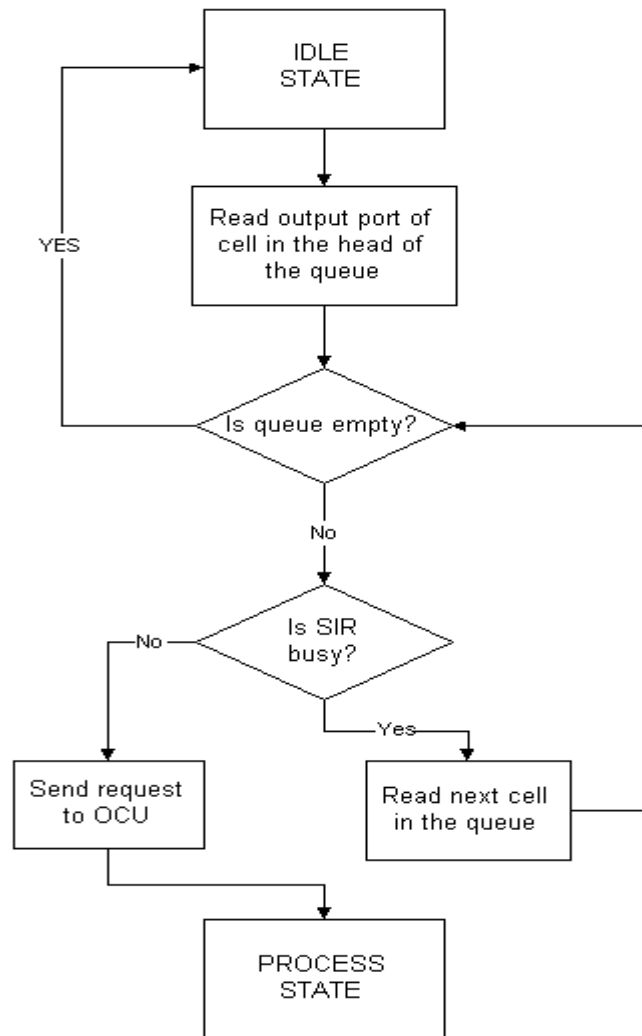 IDLE
STATE
Read output port of
cell in the head of
the queue
YES
Is queue empty?
No
Is SIR
busy?
No
Yes
Send request
to OCU
Read next cell
in the queue
PROCESS
STATE